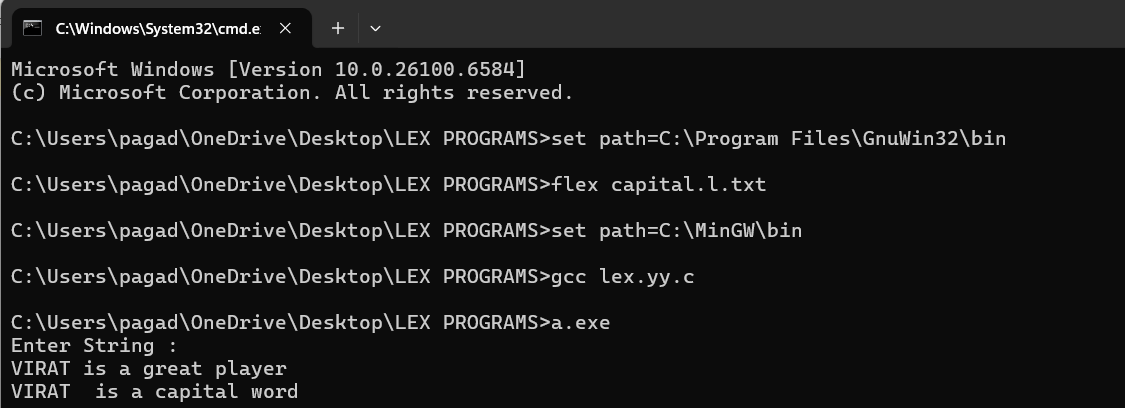 C:\Windows\System32\cmd.e
Microsoft Windows [Version 10.0.26100.6584]
(c) Microsoft Corporation. All rights reserved.
C:\Users\pagad\OneDrive\Desktop\LEX PROGRAMS>set path=C:\Program Files\GnuWin32\bin
C:\Users\pagad\OneDrive\Desktop\LEX PROGRAMS>flex capital.l.txt
C:\Users\pagad\OneDrive\Desktop\LEX PROGRAMS>set path=C:\MinGW\bin
C:\Users\pagad\OneDrive\Desktop\LEX PROGRAMS>gcc lex.yy.c
C:\Users\pagad\OneDrive\Desktop\LEX PROGRAMS>a.exe
Enter String :
VIRAT is a great player
VIRAT  is a capital word